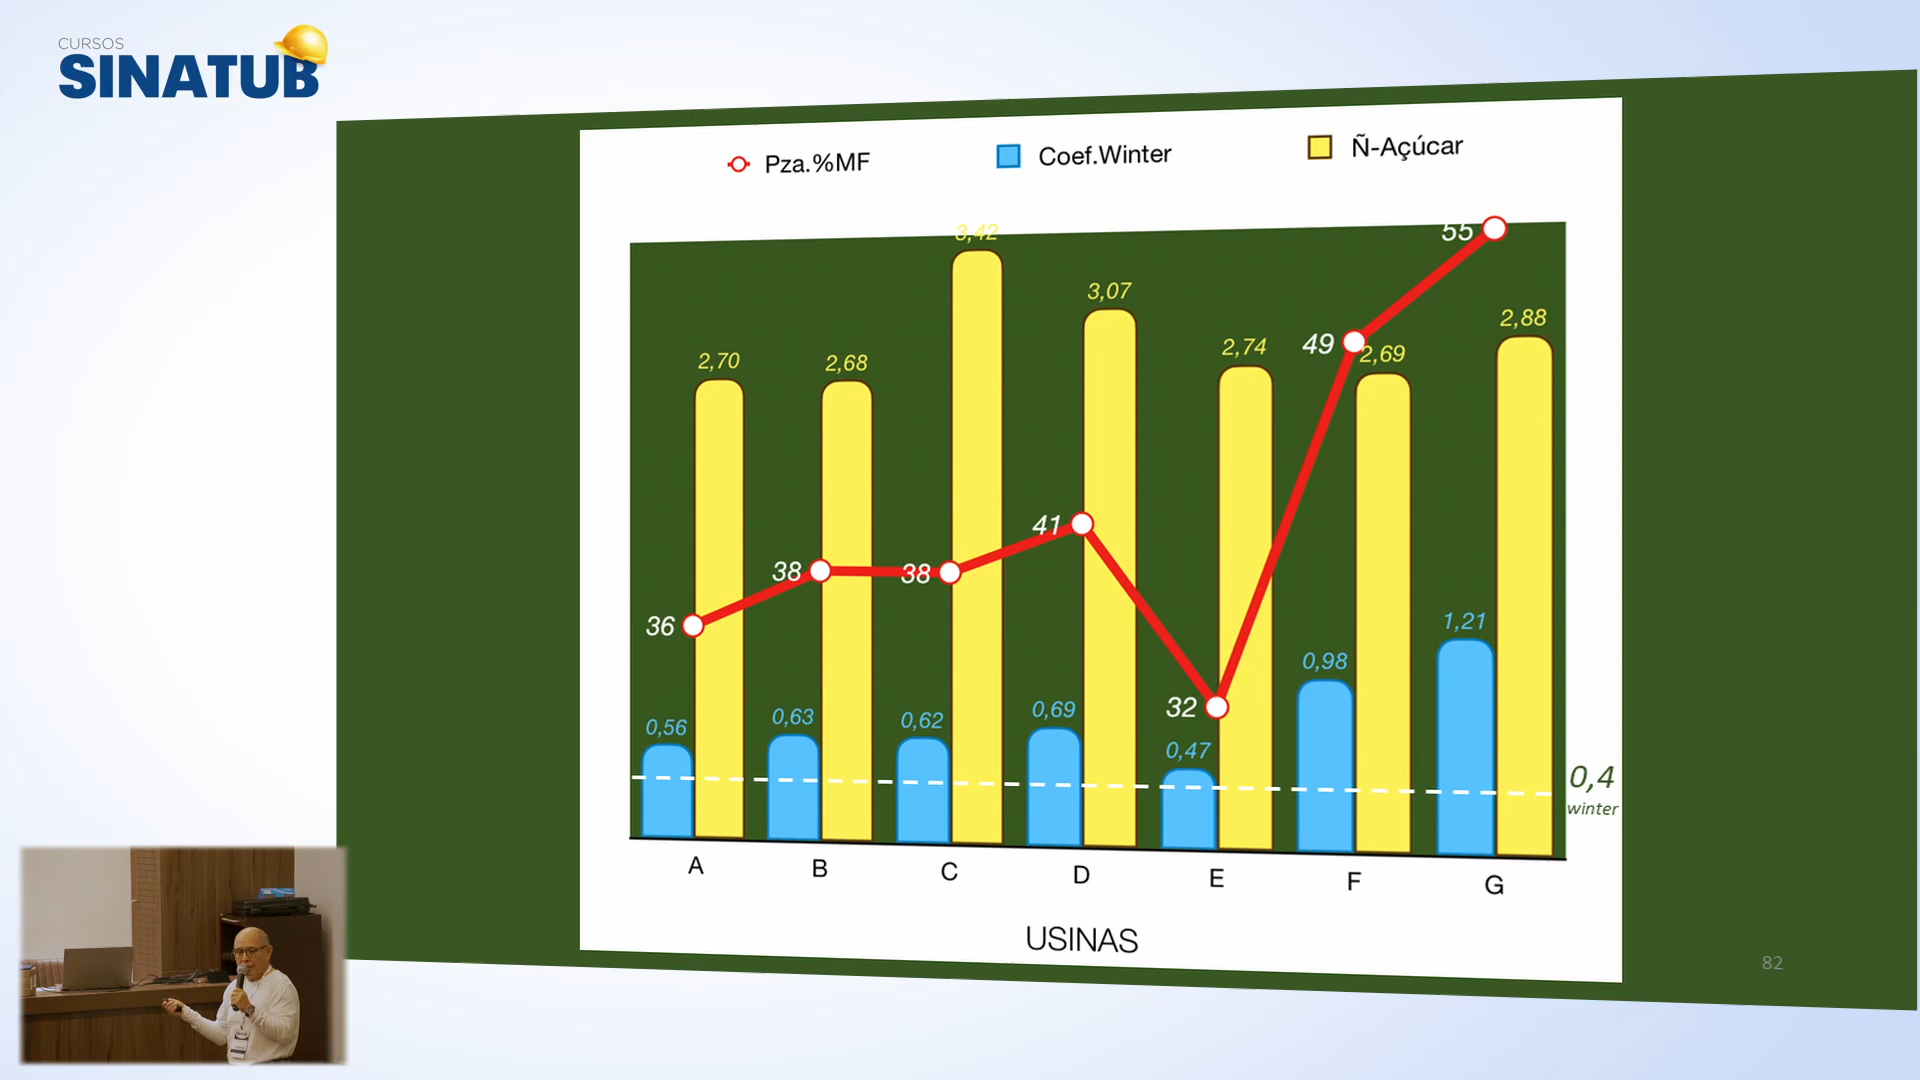 CURSOS
SINATUB
Pza.%MF
Coef.Winter
Ñ-Açúcar
3,42
55
3,07
2,88
2,70
2,68
2,74
49
2,69
41
38
38
36
32
1,21
0,98
0,56
0,63
0,62
0,69
0,47
0,4
winter
A
B
C
D
E
F
G
USINAS
82